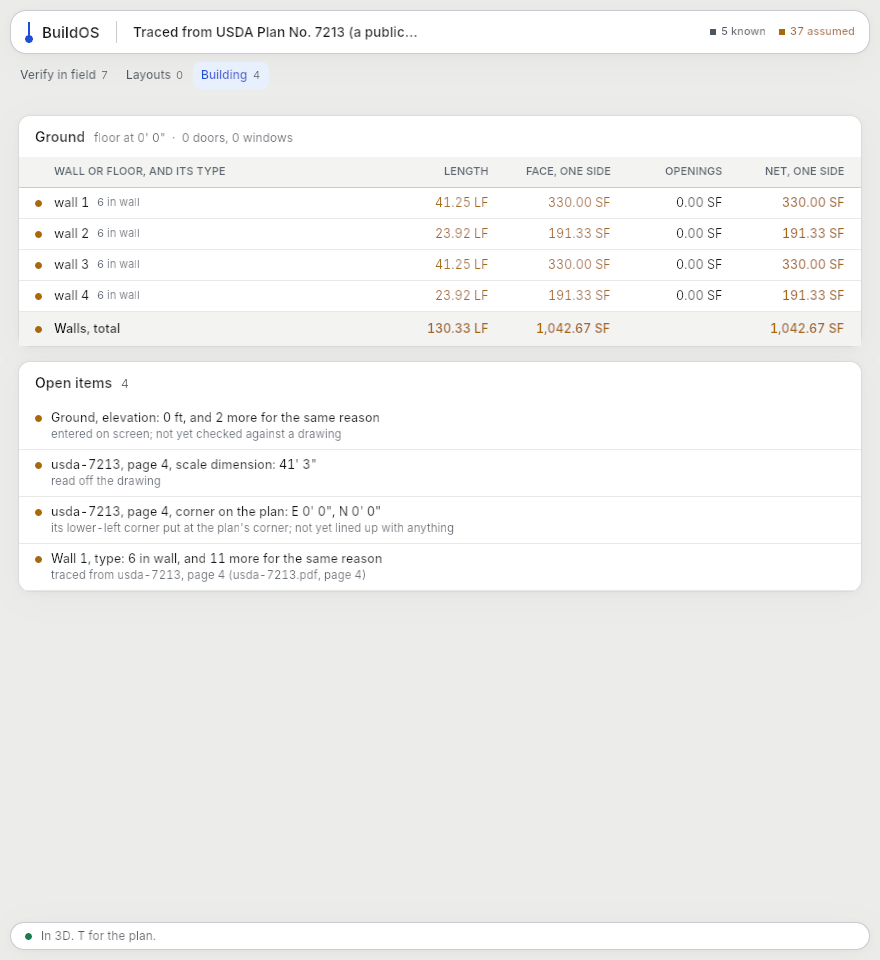 BuildOS
Traced from USDA Plan No. 7213 (a public...
5 known
37 assumed
Verify in field 7
Layouts 0
Building 4
Ground floor at 0' 0" · 0 doors, 0 windows
WALL OR FLOOR, AND ITS TYPE LENGTH FACE, ONE SIDE OPENINGS NET, ONE SIDE
wall 1 6 in wall 41.25 LF 330.00 SF 0.00 SF 330.00 SF
wall 2 6 in wall 23.92 LF 191.33 SF 0.00 SF 191.33 SF
wall 3 6 in wall 41.25 LF 330.00 SF 0.00 SF 330.00 SF
wall 4 6 in wall 23.92 LF 191.33 SF 0.00 SF 191.33 SF
Walls, total 130.33 LF 1,042.67 SF 1,042.67 SF
Open items 4
Ground, elevation: 0 ft, and 2 more for the same reason
entered on screen; not yet checked against a drawing
usda-7213, page 4, scale dimension: 41' 3"
read off the drawing
usda-7213, page 4, corner on the plan: E 0' 0", N 0' 0"
its lower-left corner put at the plan's corner; not yet lined up with anything
Wall 1, type: 6 in wall, and 11 more for the same reason
traced from usda-7213, page 4 (usda-7213.pdf, page 4)
In 3D. T for the plan.